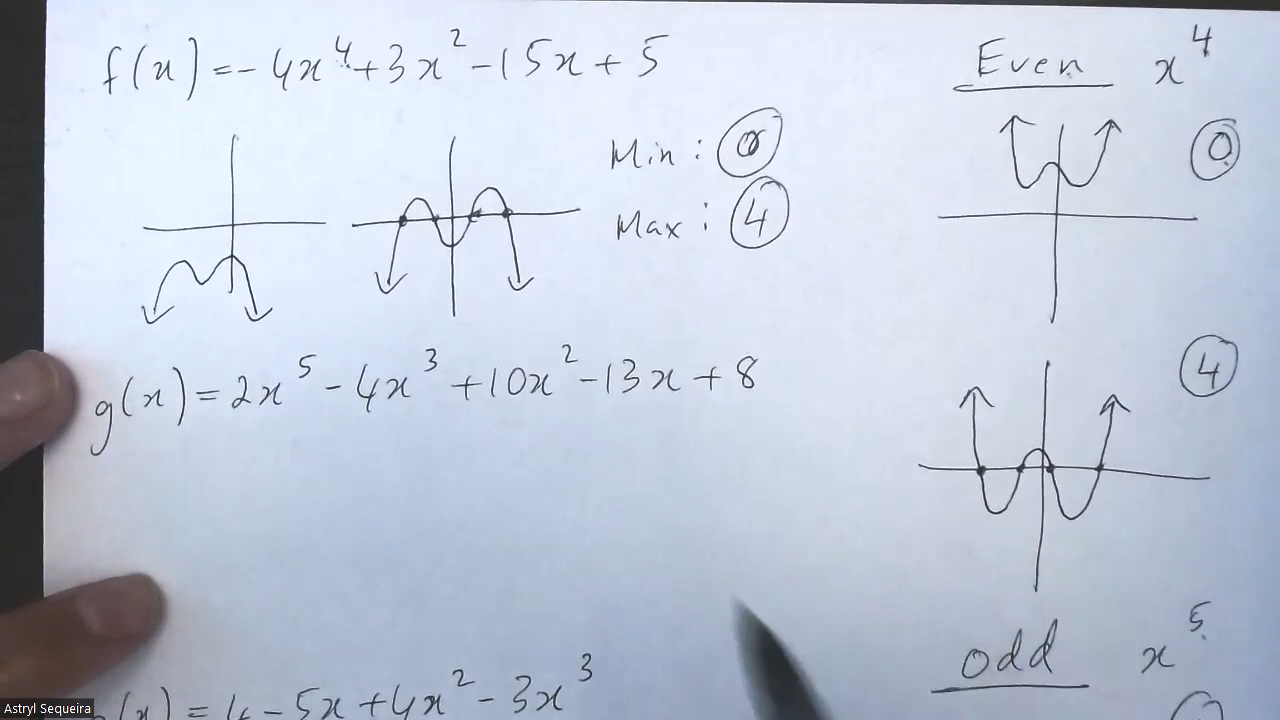 f(x) = -4x⁴ + 3x² - 15x + 5
Min : 0
Max : 4
g(x) = 2x⁵ - 4x³ + 10x² - 13x + 8
(x) = 4 - 5x + 4x² - 3x³
Even x⁴
0
4
Odd x⁵
Astryl Sequeira